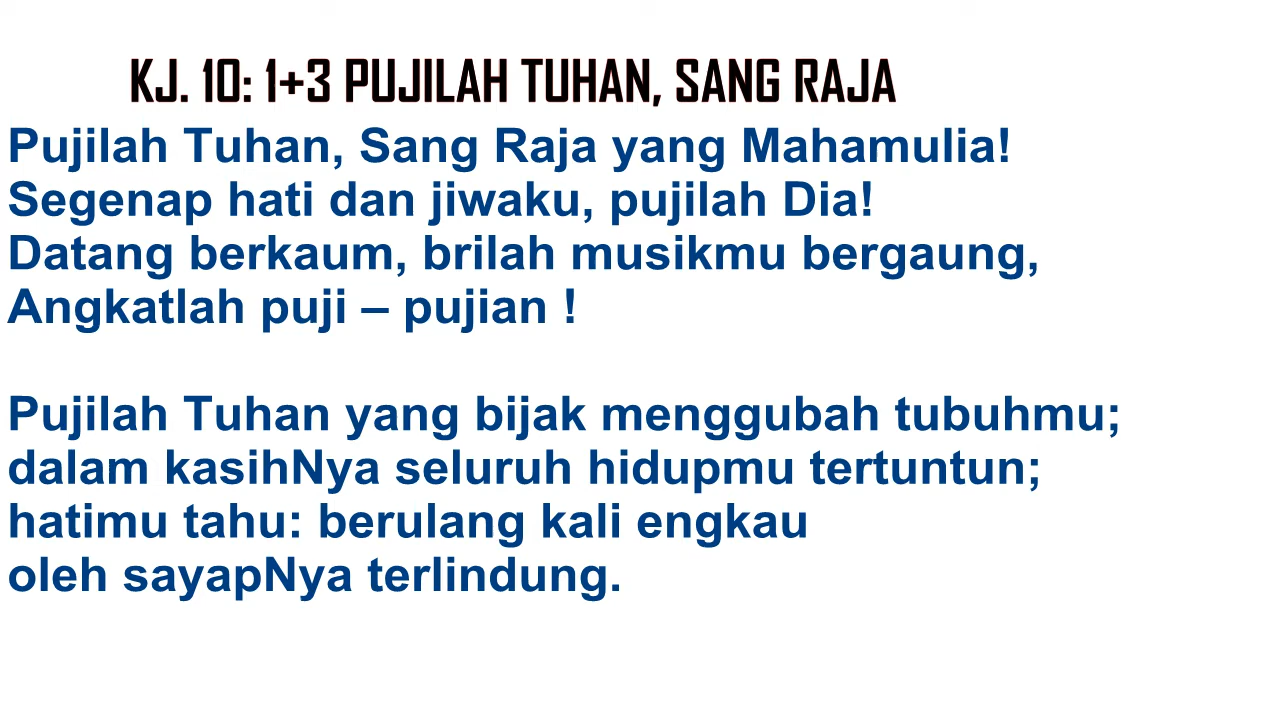 KJ. 10: 1+3 PUJILAH TUHAN, SANG RAJA
Pujilah Tuhan, Sang Raja yang Mahamulia!
Segenap hati dan jiwaku, pujilah Dia!
Datang berkaum, brilah musikmu bergaung,
Angkatlah puji – pujian !
Pujilah Tuhan yang bijak menggubah tubuhmu;
dalam kasihNya seluruh hidupmu tertuntun;
hatimu tahu: berulang kali engkau
oleh sayapNya terlindung.